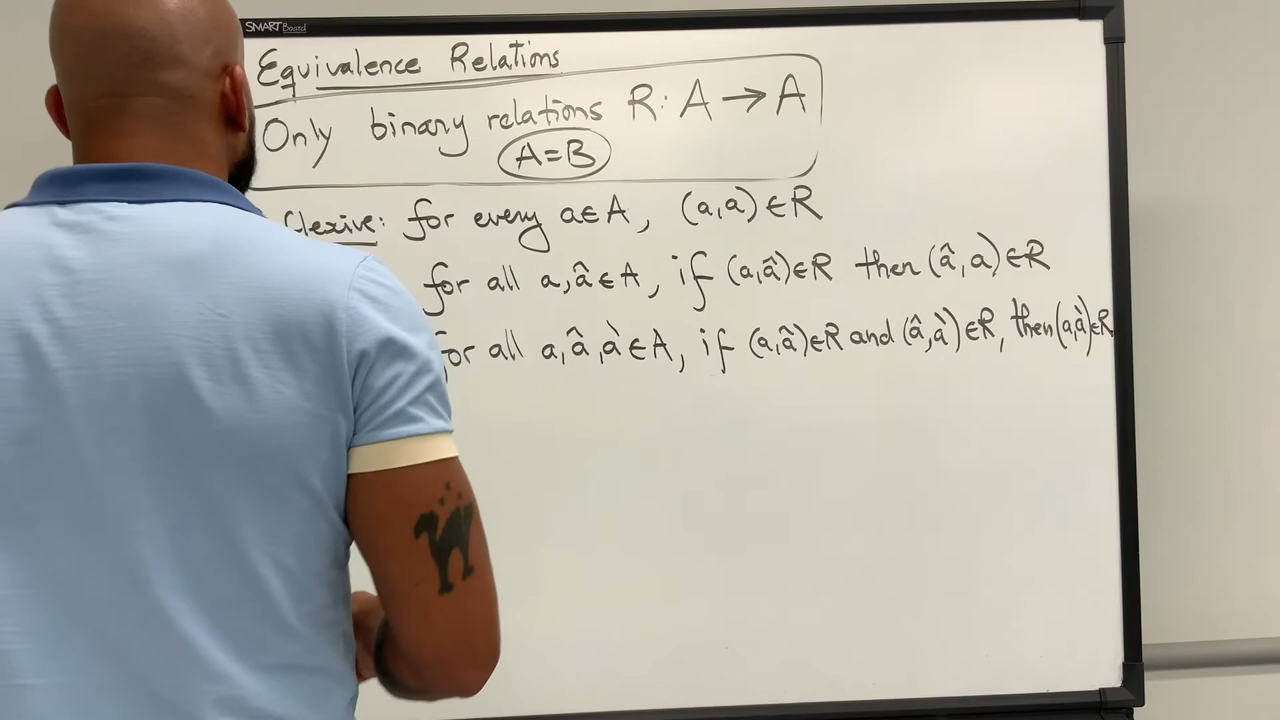 SMART Board
Equivalence Relations
Only binary relations R: A → A
A=B
flexive: for every a∈A, (a,a)∈R
for all a,â∈A, if (a,â)∈R then (â,a)∈R
for all a,â,à∈A, if (a,â)∈R and (â,à)∈R, then (a,à)∈R